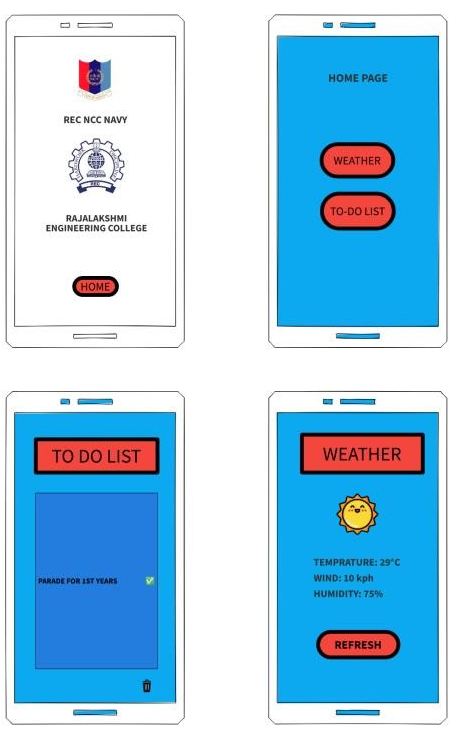 REC NCC NAVY
RAJALAKSHMI
ENGINEERING COLLEGE
HOME
HOME PAGE
WEATHER
TO-DO LIST
TO DO LIST
PARADE FOR 1ST YEARS
WEATHER
TEMPRATURE: 29°C
WIND: 10 kph
HUMIDITY: 75%
REFRESH